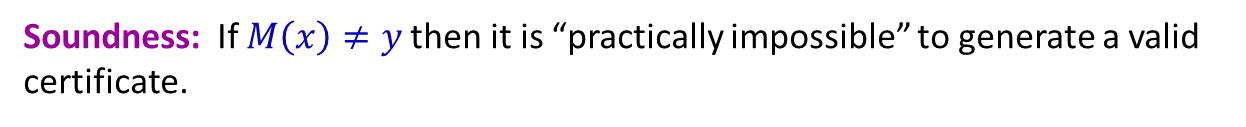 Soundness: If M(x) ≠ y then it is “practically impossible” to generate a valid
certificate.